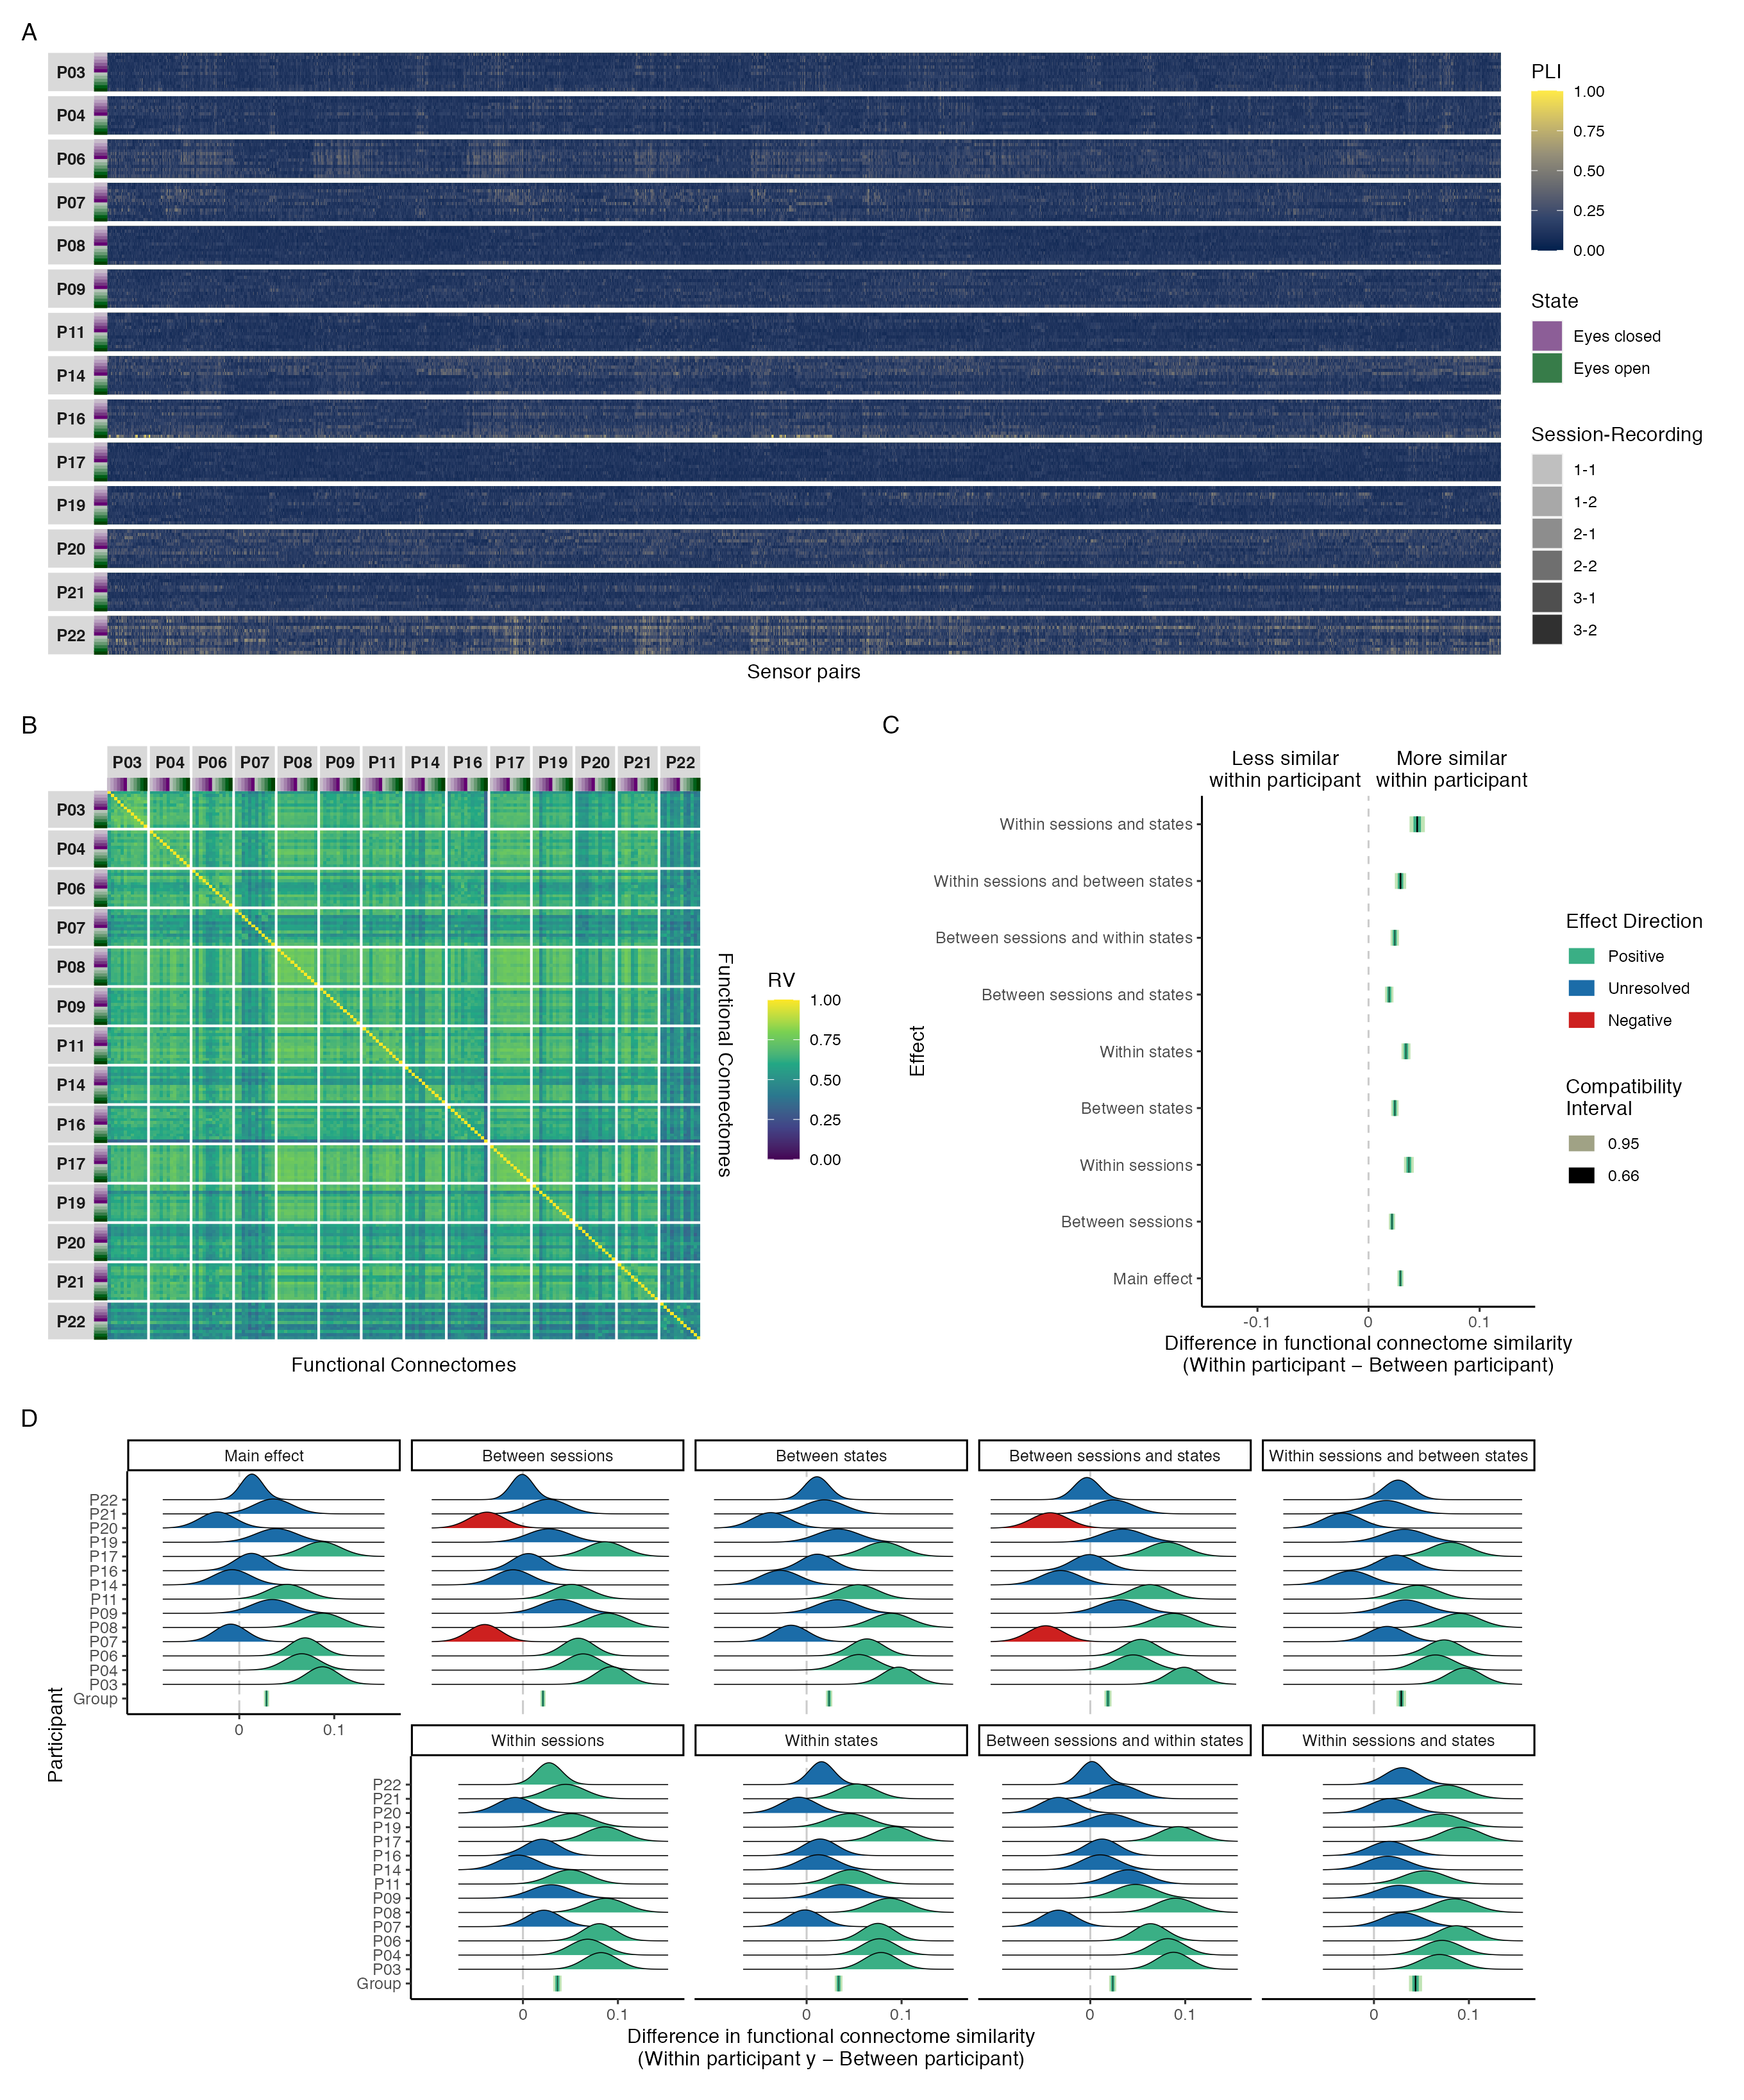 A
P03
P04
P06
P07
P08
P09
P11
P14
P16
P17
P19
P20
P21
P22
Sensor pairs
PLI
1.00
0.75
0.50
0.25
0.00
State
Eyes closed
Eyes open
Session-Recording
1-1
1-2
2-1
2-2
3-1
3-2
B
P03 P04 P06 P07 P08 P09 P11 P14 P16 P17 P19 P20 P21 P22
P03
P04
P06
P07
P08
P09
P11
P14
P16
P17
P19
P20
P21
P22
Functional Connectomes
Functional Connectomes
RV
1.00
0.75
0.50
0.25
0.00
C
Less similar
within participant
More similar
within participant
Effect
Within sessions and states
Within sessions and between states
Between sessions and within states
Between sessions and states
Within states
Between states
Within sessions
Between sessions
Main effect
-0.1 0 0.1
Difference in functional connectome similarity
(Within participant – Between participant)
Effect Direction
Positive
Unresolved
Negative
Compatibility
Interval
0.95
0.66
D
Participant
Main effect
Between sessions
Between states
Between sessions and states
Within sessions and between states
P22
P21
P20
P19
P17
P16
P14
P11
P09
P08
P07
P06
P04
P03
Group
0 0.1
Within sessions
Within states
Between sessions and within states
Within sessions and states
P22
P21
P20
P19
P17
P16
P14
P11
P09
P08
P07
P06
P04
P03
Group
0 0.1 0 0.1 0 0.1 0 0.1
Difference in functional connectome similarity
(Within participant y – Between participant)